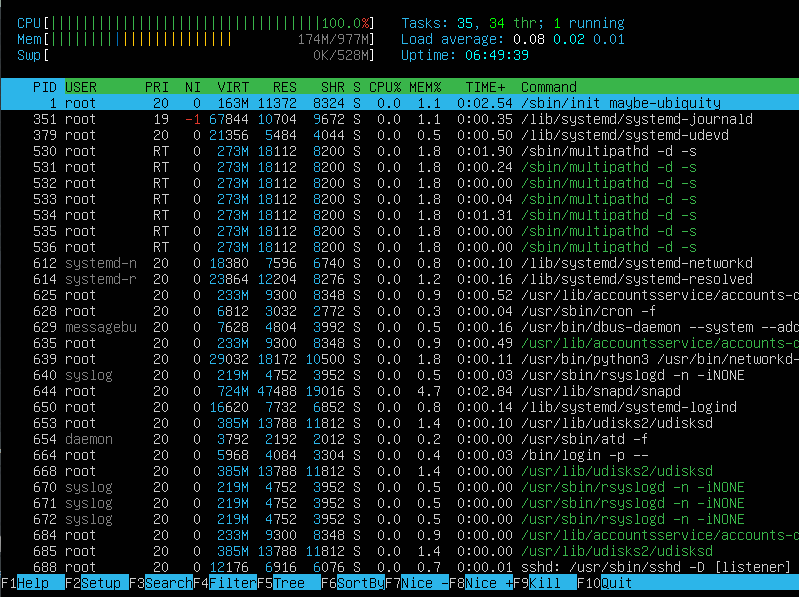 CPU[||||||||||||||||||||||||||||||||||100.0%] Tasks: 35, 34 thr; 1 running
Mem[||||||||||||||||||||||| 174M/977M] Load average: 0.08 0.02 0.01
Swp[ 0K/528M] Uptime: 06:49:39
PID USER PRI NI VIRT RES SHR S CPU% MEM% TIME+ Command
1 root 20 0 163M 11372 8324 S 0.0 1.1 0:02.54 /sbin/init maybe-ubiquity
351 root 19 -1 67844 10704 9672 S 0.0 1.1 0:00.35 /lib/systemd/systemd-journald
379 root 20 0 21356 5484 4044 S 0.0 0.5 0:00.50 /lib/systemd/systemd-udevd
530 root RT 0 273M 18112 8200 S 0.0 1.8 0:01.90 /sbin/multipathd -d -s
531 root RT 0 273M 18112 8200 S 0.0 1.8 0:00.24 /sbin/multipathd -d -s
532 root RT 0 273M 18112 8200 S 0.0 1.8 0:00.00 /sbin/multipathd -d -s
533 root RT 0 273M 18112 8200 S 0.0 1.8 0:00.04 /sbin/multipathd -d -s
534 root RT 0 273M 18112 8200 S 0.0 1.8 0:01.31 /sbin/multipathd -d -s
535 root RT 0 273M 18112 8200 S 0.0 1.8 0:00.00 /sbin/multipathd -d -s
536 root RT 0 273M 18112 8200 S 0.0 1.8 0:00.00 /sbin/multipathd -d -s
612 systemd-n 20 0 18380 7596 6740 S 0.0 0.8 0:00.10 /lib/systemd/systemd-networkd
614 systemd-r 20 0 23864 12204 8276 S 0.0 1.2 0:00.16 /lib/systemd/systemd-resolved
625 root 20 0 233M 9300 8348 S 0.0 0.9 0:00.52 /usr/lib/accountsservice/accounts-d
628 root 20 0 6812 3032 2772 S 0.0 0.3 0:00.04 /usr/sbin/cron -f
629 messagebu 20 0 7628 4804 3992 S 0.0 0.5 0:00.16 /usr/bin/dbus-daemon --system --add
635 root 20 0 233M 9300 8348 S 0.0 0.9 0:00.49 /usr/lib/accountsservice/accounts-d
639 root 20 0 29032 18172 10500 S 0.0 1.8 0:00.11 /usr/bin/python3 /usr/bin/networkd-
640 syslog 20 0 219M 4752 3952 S 0.0 0.5 0:00.03 /usr/sbin/rsyslogd -n -iNONE
644 root 20 0 724M 47488 19016 S 0.0 4.7 0:02.84 /usr/lib/snapd/snapd
650 root 20 0 16620 7732 6852 S 0.0 0.8 0:00.14 /lib/systemd/systemd-logind
653 root 20 0 385M 13788 11812 S 0.0 1.4 0:00.10 /usr/lib/udisks2/udisksd
654 daemon 20 0 3792 2192 2012 S 0.0 0.2 0:00.00 /usr/sbin/atd -f
664 root 20 0 5968 4084 3304 S 0.0 0.4 0:00.03 /bin/login -p --
668 root 20 0 385M 13788 11812 S 0.0 1.4 0:00.00 /usr/lib/udisks2/udisksd
670 syslog 20 0 219M 4752 3952 S 0.0 0.5 0:00.00 /usr/sbin/rsyslogd -n -iNONE
671 syslog 20 0 219M 4752 3952 S 0.0 0.5 0:00.00 /usr/sbin/rsyslogd -n -iNONE
672 syslog 20 0 219M 4752 3952 S 0.0 0.5 0:00.00 /usr/sbin/rsyslogd -n -iNONE
684 root 20 0 233M 9300 8348 S 0.0 0.9 0:00.00 /usr/lib/accountsservice/accounts-d
685 root 20 0 385M 13788 11812 S 0.0 1.4 0:00.00 /usr/lib/udisks2/udisksd
688 root 20 0 12176 6916 6076 S 0.0 0.7 0:00.01 sshd: /usr/sbin/sshd -D [listener]
F1Help F2Setup F3SearchF4FilterF5Tree F6SortByF7Nice -F8Nice +F9Kill F10Quit